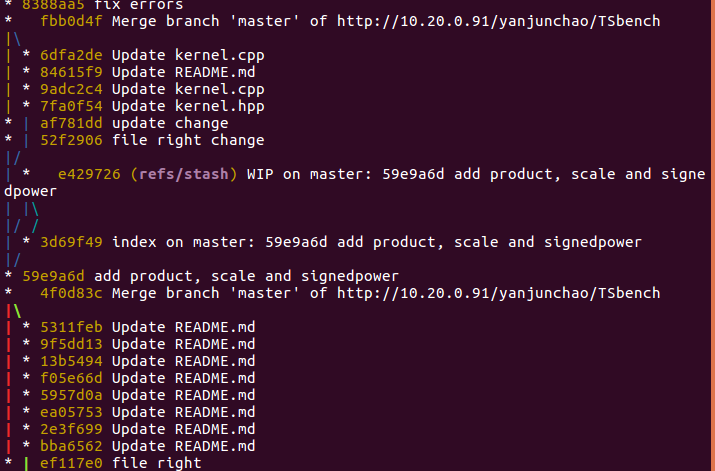 * 8388aa5 fix errors
*   fbb0d4f Merge branch 'master' of http://10.20.0.91/yanjunchao/TSbench
|\
| * 6dfa2de Update kernel.cpp
| * 84615f9 Update README.md
| * 9adc2c4 Update kernel.cpp
| * 7fa0f54 Update kernel.hpp
* | af781dd update change
* | 52f2906 file right change
|/
| *   e429726 (refs/stash) WIP on master: 59e9a6d add product, scale and signe
dpower
| |\
|/ /
| * 3d69f49 index on master: 59e9a6d add product, scale and signedpower
|/
* 59e9a6d add product, scale and signedpower
*   4f0d83c Merge branch 'master' of http://10.20.0.91/yanjunchao/TSbench
|\
| * 5311feb Update README.md
| * 9f5dd13 Update README.md
| * 13b5494 Update README.md
| * f05e66d Update README.md
| * 5957d0a Update README.md
| * ea05753 Update README.md
| * 2e3f699 Update README.md
| * bba6562 Update README.md
* | ef117e0 file right